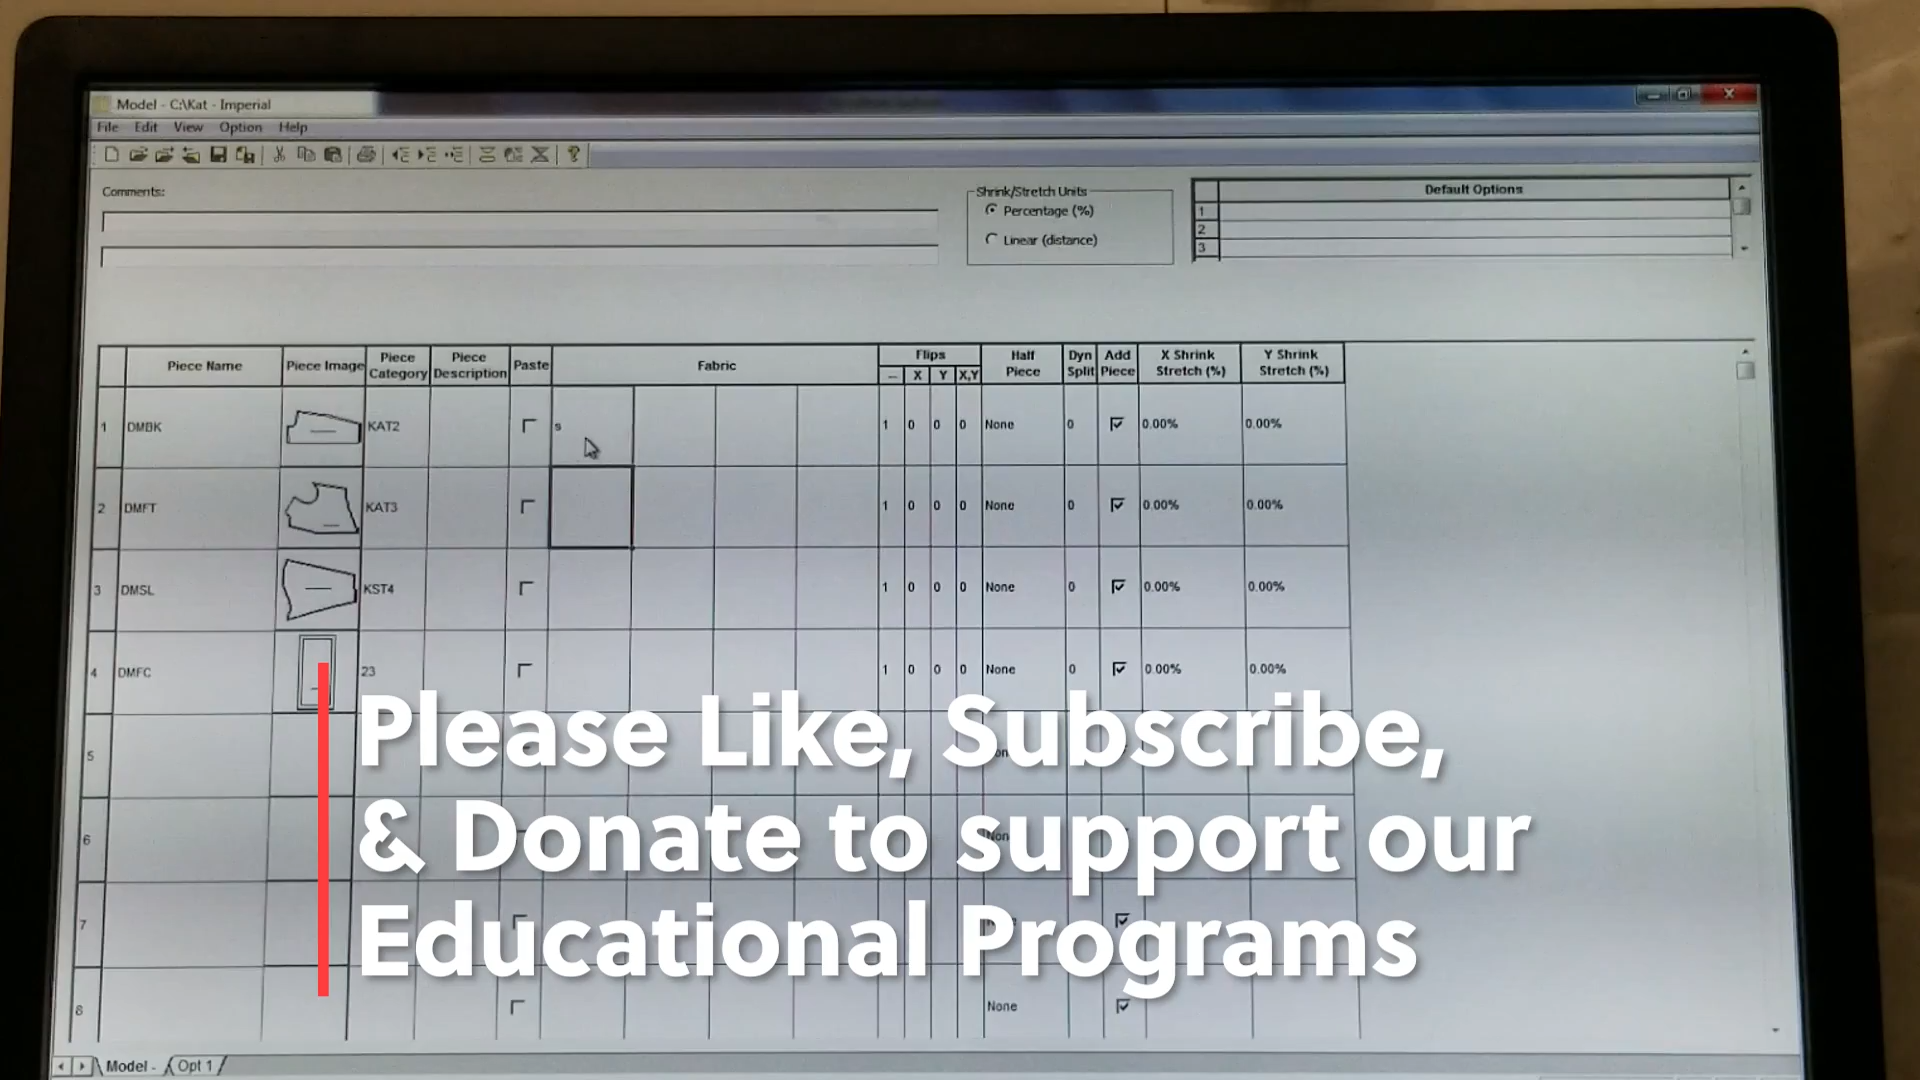 Model - C:\Kat - Imperial
File Edit View Option Help
Comments:
Shrink/Stretch Units
Percentage (%)
Linear (distance)
Default Options
1
2
3
Piece Name Piece Image Piece Category Piece Description Paste Fabric Flips -- X Y X,Y Half Piece Dyn Split Add Piece X Shrink Stretch (%) Y Shrink Stretch (%)
1 DMBK KAT2 s 1 0 0 0 None 0 0.00% 0.00%
2 DMFT KAT3 1 0 0 0 None 0 0.00% 0.00%
3 DMSL KST4 1 0 0 0 None 0 0.00% 0.00%
4 DMFC 23 1 0 0 0 None 0 0.00% 0.00%
5
6
7
8 None
Please Like, Subscribe,
& Donate to support our
Educational Programs
Model - Opt 1